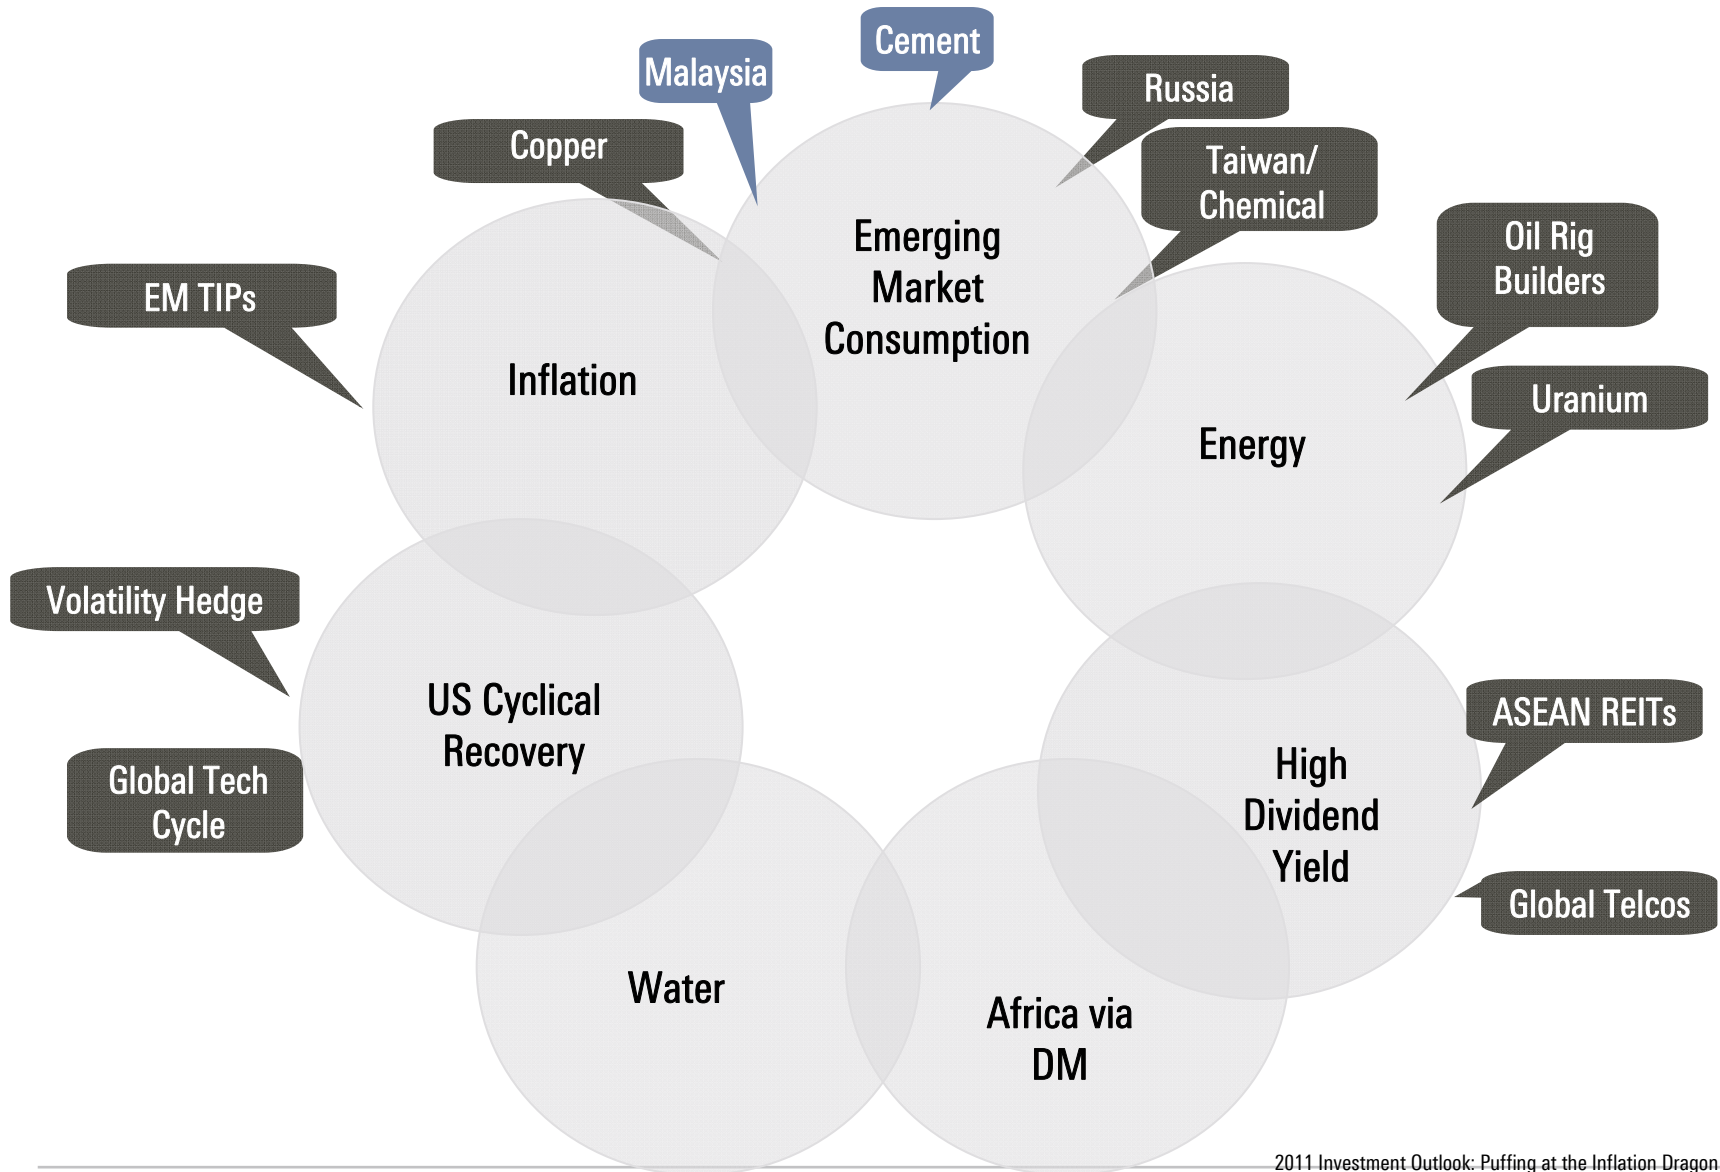 Cement
Malaysia
Russia
Copper
Taiwan/
Chemical
Emerging
Market
Consumption
Oil Rig
Builders
EM TIPs
Inflation
Uranium
Energy
Volatility Hedge
US Cyclical
Recovery
ASEAN REITs
Global Tech
Cycle
High
Dividend
Yield
Global Telcos
Water
Africa via
DM
2011 Investment Outlook: Puffing at the Inflation Dragon